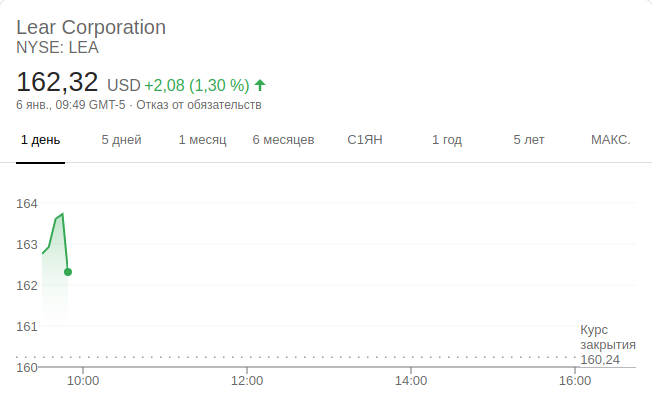 Lear Corporation
NYSE: LEA
162,32 USD +2,08 (1,30 %)
6 янв., 09:49 GMT-5 · Отказ от обязательств
1 день 5 дней 1 месяц 6 месяцев С1ЯН 1 год 5 лет МАКС.
164
163
162
161
160
Курс
закрытия
160,24
10:00 12:00 14:00 16:00